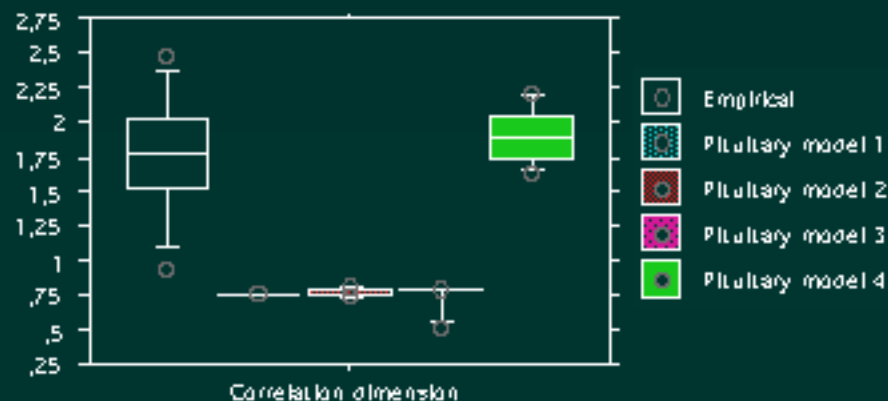 2,75
2,5
2,25
2
1,75
1,5
1,25
1
,75
,5
,25
Correlation dimension
Empirical
Pituitary model 1
Pituitary model 2
Pituitary model 3
Pituitary model 4